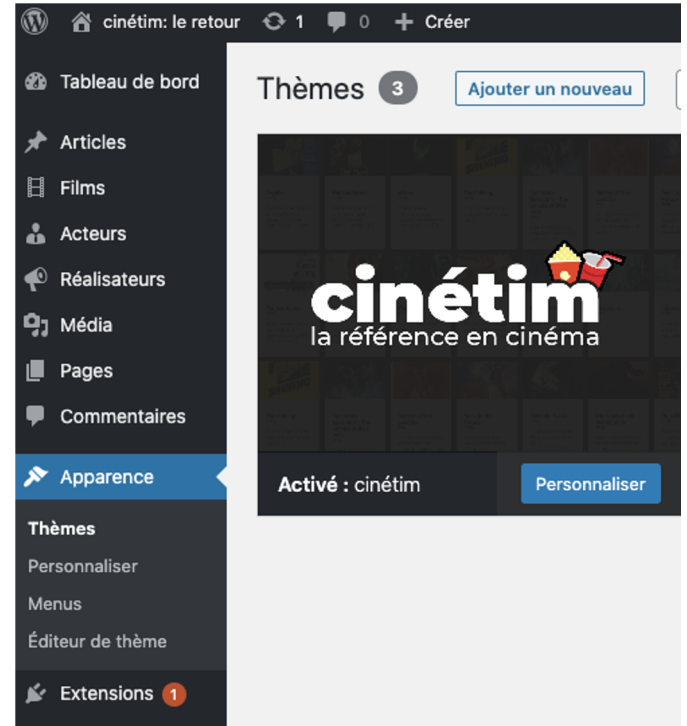 cinétim: le retour 1 0 + Créer
Tableau de bord
Articles
Films
Acteurs
Réalisateurs
Média
Pages
Commentaires
Apparence
Thèmes
Personnaliser
Menus
Éditeur de thème
Extensions 1
Thèmes 3 Ajouter un nouveau
cinétim
la référence en cinéma
Activé : cinétim Personnaliser